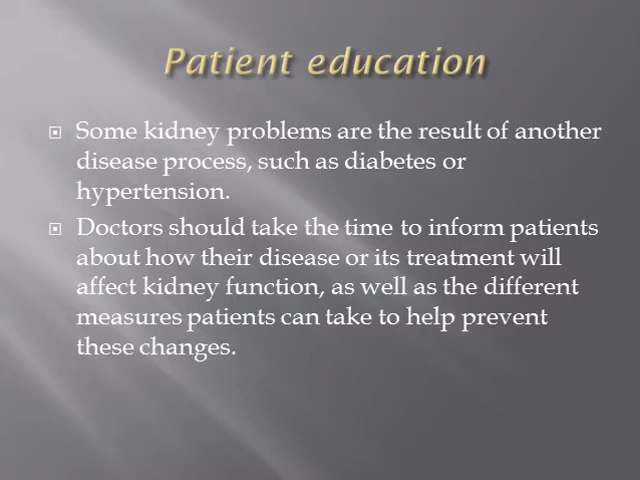 Patient education
Some kidney problems are the result of another
disease process, such as diabetes or
hypertension.
Doctors should take the time to inform patients
about how their disease or its treatment will
affect kidney function, as well as the different
measures patients can take to help prevent
these changes.